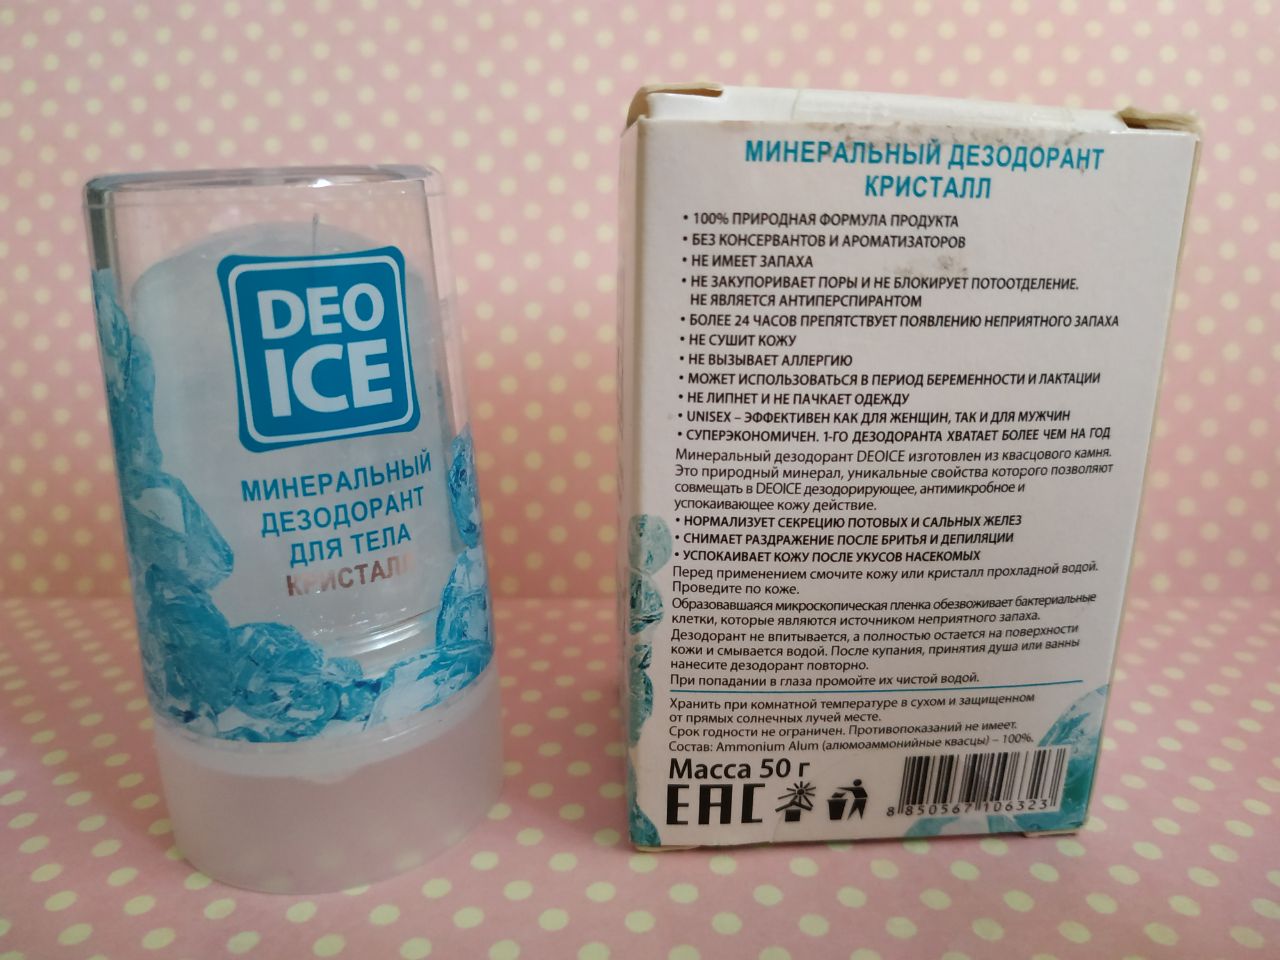 DEO
ICE
МИНЕРАЛЬНЫЙ
ДЕЗОДОРАНТ
ДЛЯ ТЕЛА
КРИСТАЛЛ
МИНЕРАЛЬНЫЙ ДЕЗОДОРАНТ
КРИСТАЛЛ
• 100% ПРИРОДНАЯ ФОРМУЛА ПРОДУКТА
• БЕЗ КОНСЕРВАНТОВ И АРОМАТИЗАТОРОВ
• НЕ ИМЕЕТ ЗАПАХА
• НЕ ЗАКУПОРИВАЕТ ПОРЫ И НЕ БЛОКИРУЕТ ПОТООТДЕЛЕНИЕ.
НЕ ЯВЛЯЕТСЯ АНТИПЕРСПИРАНТОМ
• БОЛЕЕ 24 ЧАСОВ ПРЕПЯТСТВУЕТ ПОЯВЛЕНИЮ НЕПРИЯТНОГО ЗАПАХА
• НЕ СУШИТ КОЖУ
• НЕ ВЫЗЫВАЕТ АЛЛЕРГИЮ
• МОЖЕТ ИСПОЛЬЗОВАТЬСЯ В ПЕРИОД БЕРЕМЕННОСТИ И ЛАКТАЦИИ
• НЕ ЛИПНЕТ И НЕ ПАЧКАЕТ ОДЕЖДУ
• UNISEX – ЭФФЕКТИВЕН КАК ДЛЯ ЖЕНЩИН, ТАК И ДЛЯ МУЖЧИН
• СУПЕРЭКОНОМИЧЕН. 1-ГО ДЕЗОДОРАНТА ХВАТАЕТ БОЛЕЕ ЧЕМ НА ГОД
Минеральный дезодорант DEOICE изготовлен из квасцового камня.
Это природный минерал, уникальные свойства которого позволяют
совмещать в DEOICE дезодорирующее, антимикробное и
успокаивающее кожу действие.
• НОРМАЛИЗУЕТ СЕКРЕЦИЮ ПОТОВЫХ И САЛЬНЫХ ЖЕЛЕЗ
• СНИМАЕТ РАЗДРАЖЕНИЕ ПОСЛЕ БРИТЬЯ И ДЕПИЛЯЦИИ
• УСПОКАИВАЕТ КОЖУ ПОСЛЕ УКУСОВ НАСЕКОМЫХ
Перед применением смочите кожу или кристалл прохладной водой.
Проведите по коже.
Образовавшаяся микроскопическая пленка обезвоживает бактериальные
клетки, которые являются источником неприятного запаха.
Дезодорант не впитывается, а полностью остается на поверхности
кожи и смывается водой. После купания, принятия душа или ванны
нанесите дезодорант повторно.
При попадании в глаза промойте их чистой водой.
Хранить при комнатной температуре в сухом и защищенном
от прямых солнечных лучей месте.
Срок годности не ограничен. Противопоказаний не имеет.
Состав: Ammonium Alum (алюмоаммонийные квасцы) – 100%.
Масса 50 г
ЕАС
8 850567 106323